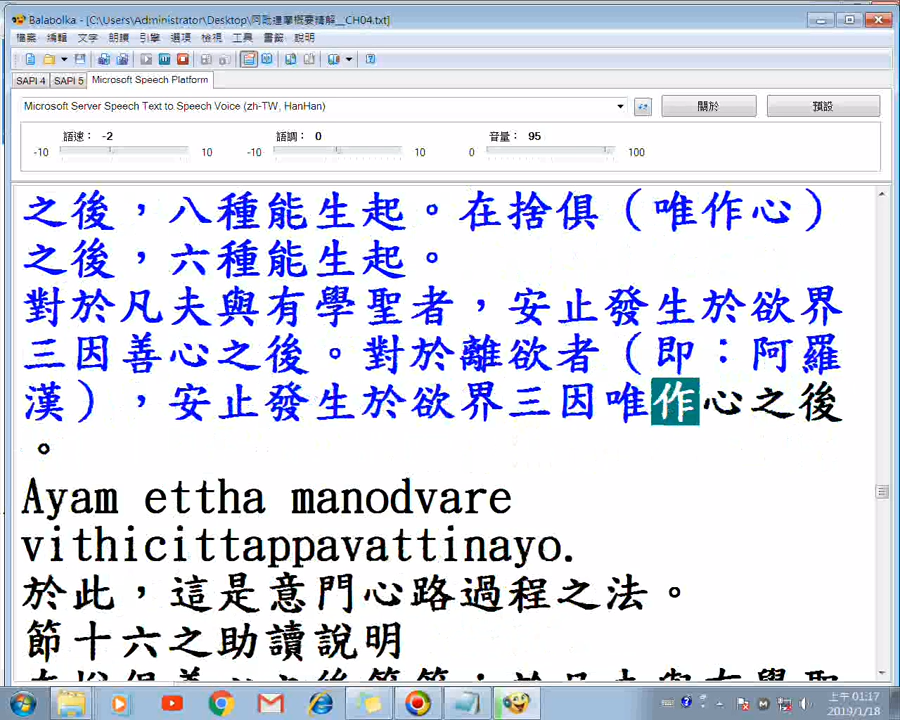 Balabolka - [C:\Users\Administrator\Desktop\阿毗達摩概要精解__CH04.txt]
檔案 編輯 文字 朗讀 引擎 選項 檢視 工具 書籤 說明
SAPI 4 SAPI 5 Microsoft Speech Platform
Microsoft Server Speech Text to Speech Voice (zh-TW, HanHan) 關於 預設
語速： -2 語調： 0 音量： 95
-10 10 -10 10 0 100
之後，八種能生起。在捨俱（唯作心）
之後，六種能生起。
對於凡夫與有學聖者，安止發生於欲界
三因善心之後。對於離欲者（即：阿羅
漢），安止發生於欲界三因唯作心之後
。
Ayam ettha manodvare
vithicittappavattinayo.
於此，這是意門心路過程之法。
節十六之助讀說明
上午 01:17
2019/1/18